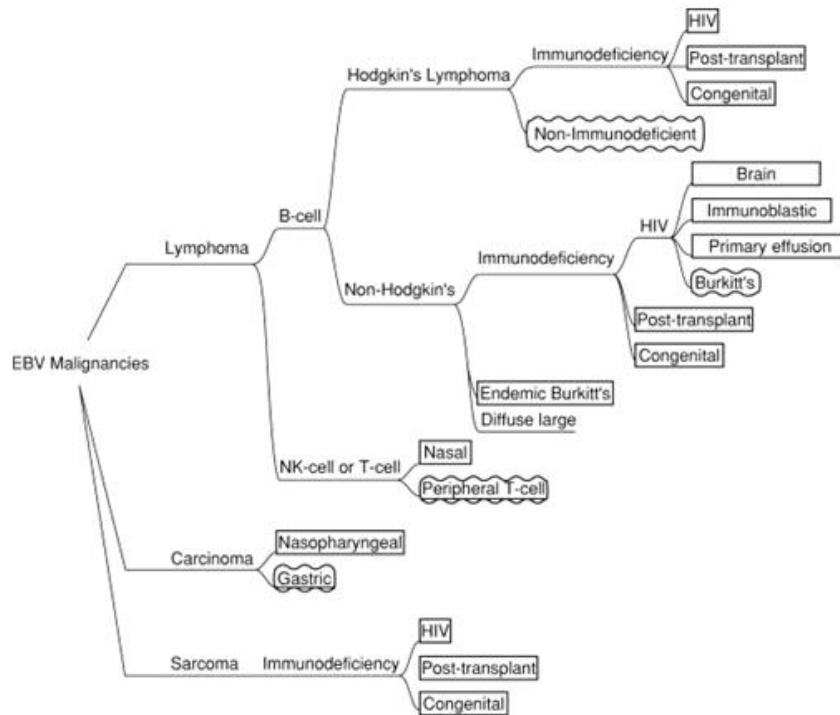 HIV
Immunodeficiency
Post-transplant
Hodgkin's Lymphoma
Congenital
Non-Immunodeficient
Brain
Immunoblastic
B-cell
HIV
Lymphoma
Primary effusion
Immunodeficiency
Non-Hodgkin's
Burkitt's
Post-transplant
Congenital
EBV Malignancies
Endemic Burkitt's
Diffuse large
Nasal
NK-cell or T-cell
Peripheral T-cell
Nasopharyngeal
Carcinoma
Gastric
HIV
Sarcoma Immunodeficiency
Post-transplant
Congenital